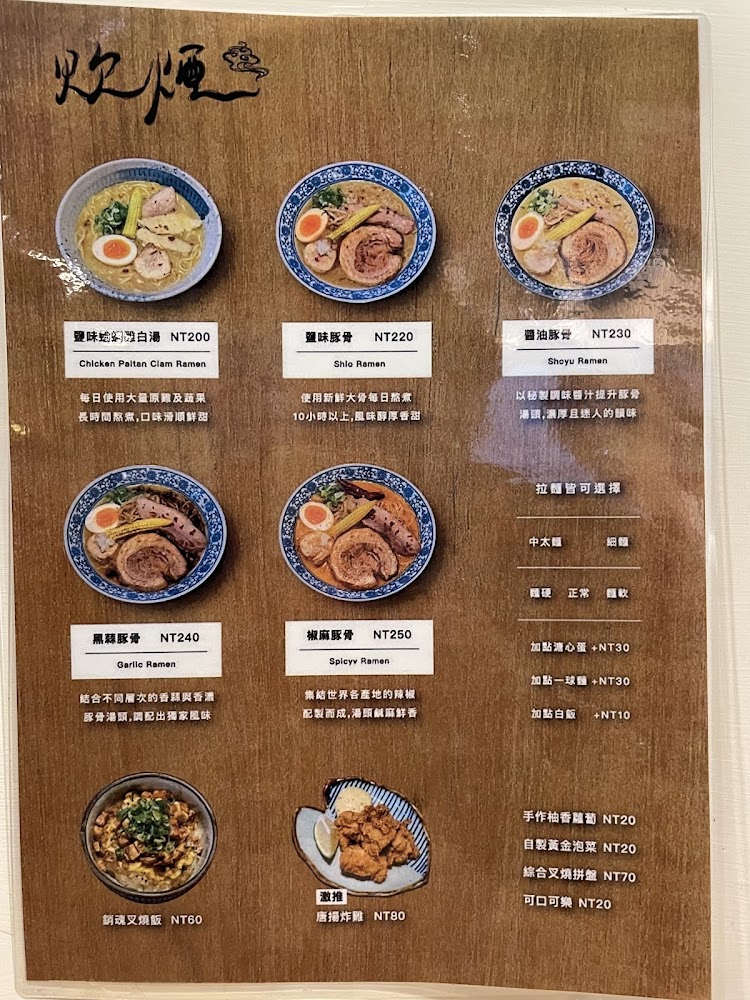 炊煙
鹽味蛤蜊雞白湯 NT200
Chicken Paitan Clam Ramen
每日使用大量原雞及蔬果
長時間熬煮,口味滑順鮮甜
鹽味豚骨 NT220
Shio Ramen
使用新鮮大骨每日熬煮
10小時以上,風味醇厚香甜
醬油豚骨 NT230
Shoyu Ramen
以秘製調味醬汁提升豚骨
湯頭,濃厚且迷人的韻味
黑蒜豚骨 NT240
Garlic Ramen
結合不同層次的香蒜與香濃
豚骨湯頭,調配出獨家風味
椒麻豚骨 NT250
Spicyv Ramen
集結世界各產地的辣椒
配製而成,湯頭鹹麻鮮香
拉麵皆可選擇
中太麵 細麵
麵硬 正常 麵軟
加點溏心蛋 +NT30
加點一球麵 +NT30
加點白飯 +NT10
銷魂叉燒飯 NT60
激推
唐揚炸雞 NT80
手作柚香蘿蔔 NT20
自製黃金泡菜 NT20
綜合叉燒拼盤 NT70
可口可樂 NT20